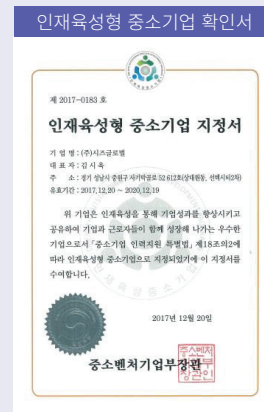 인재육성형 중소기업 확인서
제 2017-0183 호
인재육성형 중소기업 지정서
기 업 명 : (주)시즈글로벌
대 표 자 : 김 시 욱
주 소 : 경기 성남시 중원구 사기막골로 52 612호(상대원동, 선택시티2차)
유효기간 : 2017.12.20 ~ 2020.12.19
위 기업은 인재육성을 통해 기업성과를 향상시키고
공유하여 기업과 근로자들이 함께 성장해 나가는 우수한
기업으로서「중소기업 인력지원 특별법」제18조의2에
따라 인재육성형 중소기업으로 지정되었기에 이 지정서를
수여합니다.
2017년 12월 20일
중소벤처기업부장관